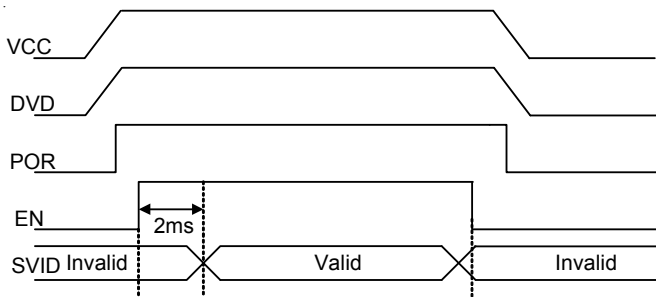 VCC
DVD
POR
EN
2ms
SVID Invalid Valid Invalid